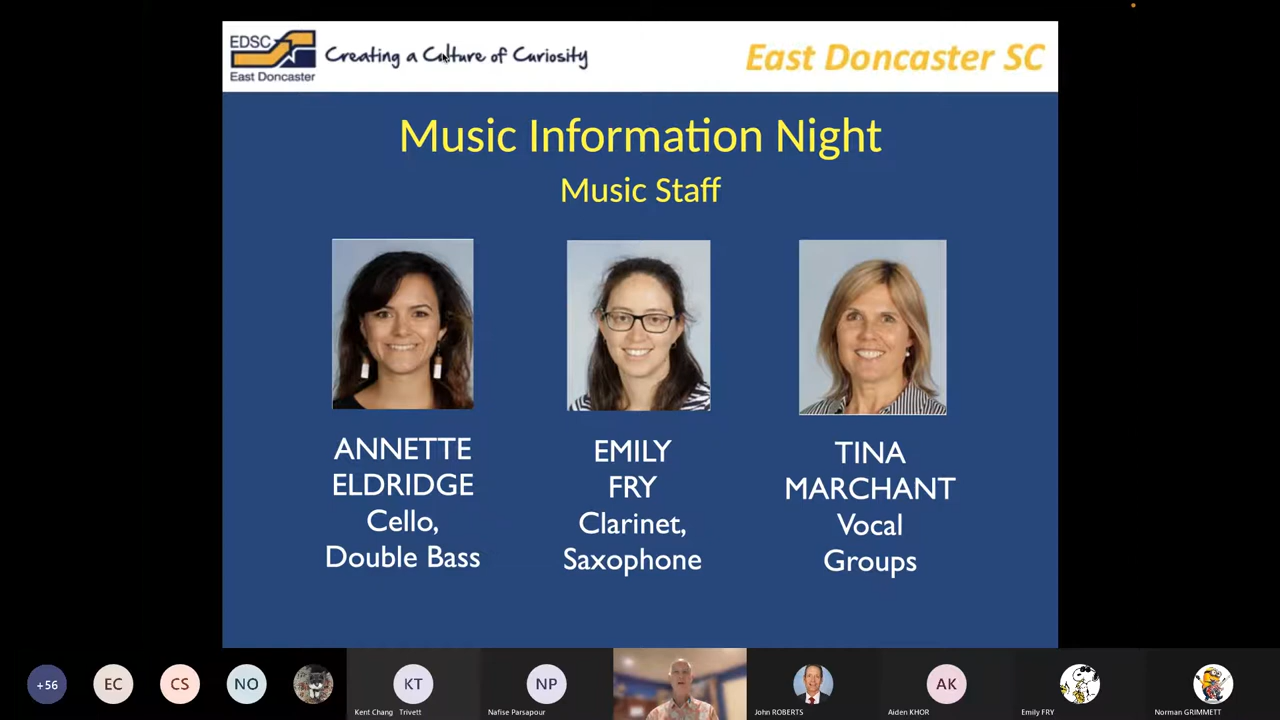 EDSC
East Doncaster
Creating a Culture of Curiosity
East Doncaster SC
Music Information Night
Music Staff
ANNETTE
ELDRIDGE
Cello,
Double Bass
EMILY
FRY
Clarinet,
Saxophone
TINA
MARCHANT
Vocal
Groups
+56
EC
CS
NO
KT
Kent Chang Trivett
NP
Nafise Parsapour
John ROBERTS
AK
Aiden KHOR
Emily FRY
Norman GRIMMETT